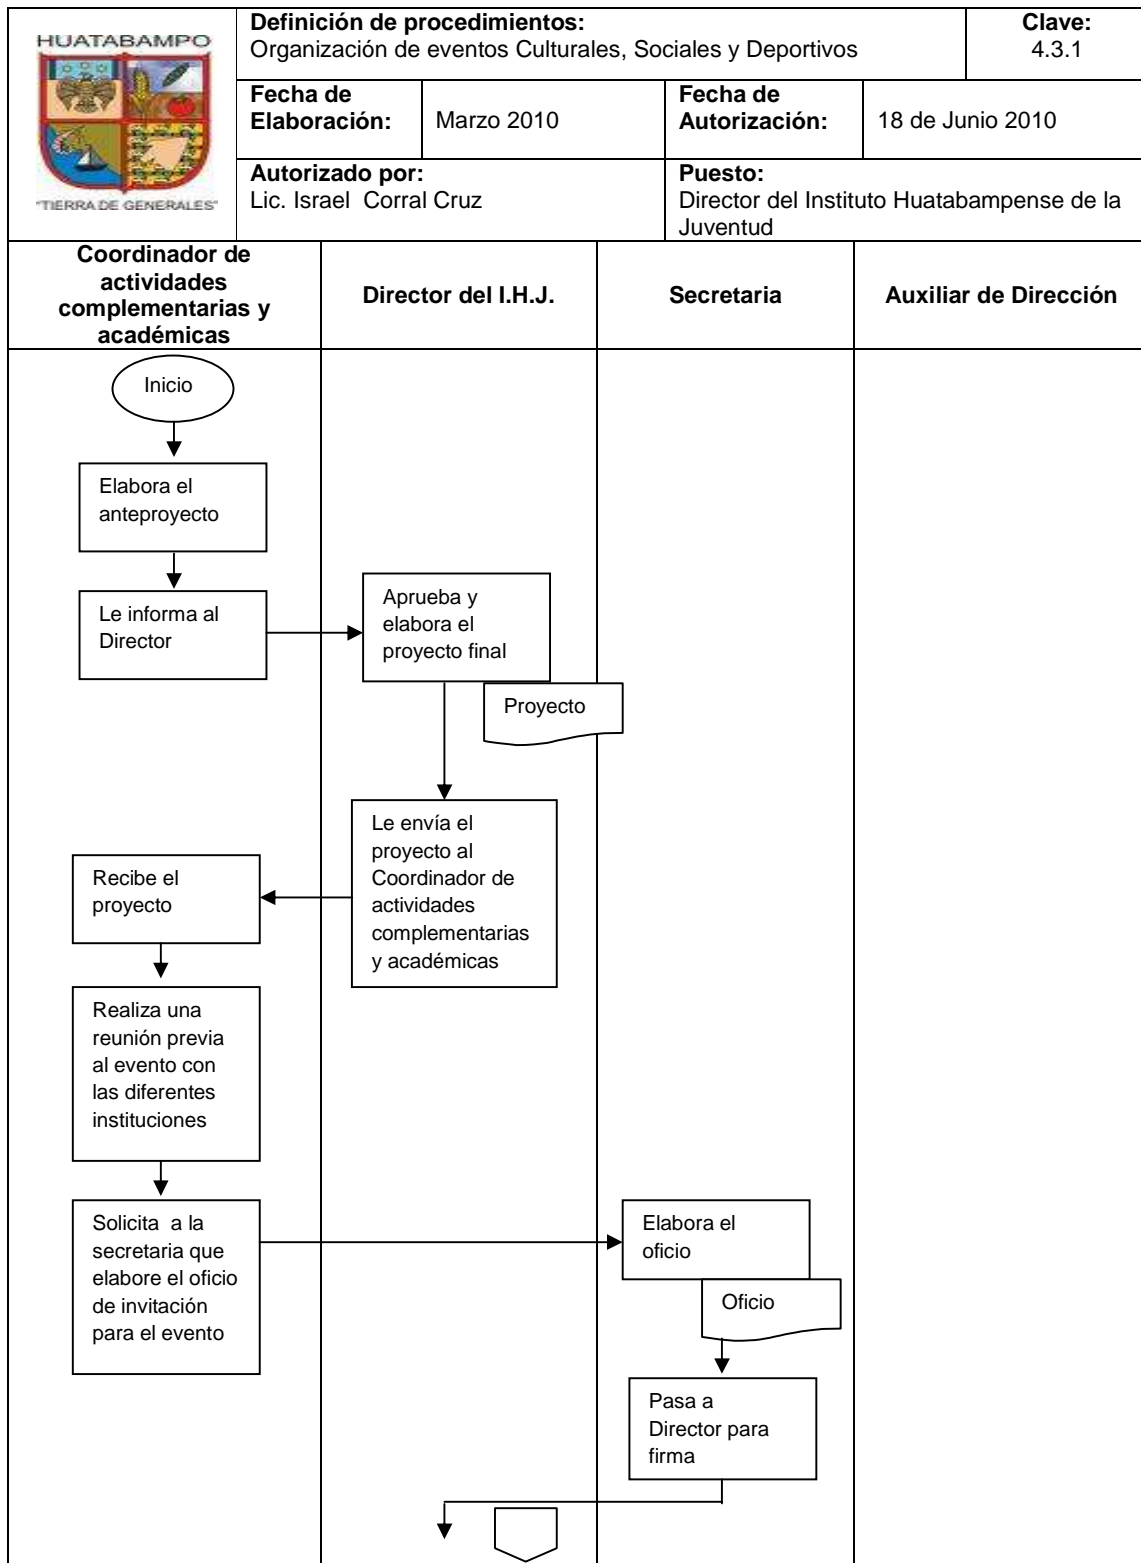 HUATABAMPO
"TIERRA DE GENERALES"
Definición de procedimientos:
Organización de eventos Culturales, Sociales y Deportivos
Clave:
4.3.1
Fecha de
Elaboración:
Marzo 2010
Fecha de
Autorización:
18 de Junio 2010
Autorizado por:
Lic. Israel Corral Cruz
Puesto:
Director del Instituto Huatabampense de la
Juventud
Coordinador de
actividades
complementarias y
académicas
Director del I.H.J.
Secretaria
Auxiliar de Dirección
Inicio
Elabora el
anteproyecto
Le informa al
Director
Aprueba y
elabora el
proyecto final
Proyecto
Le envía el
proyecto al
Coordinador de
actividades
complementarias
y académicas
Recibe el
proyecto
Realiza una
reunión previa
al evento con
las diferentes
instituciones
Solicita a la
secretaria que
elabore el oficio
de invitación
para el evento
Elabora el
oficio
Oficio
Pasa a
Director para
firma